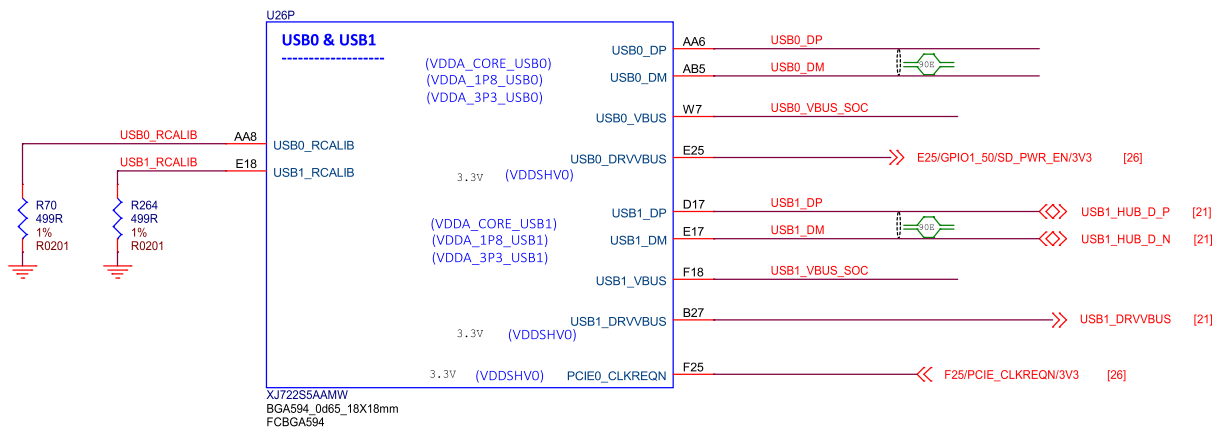 U26P
USB0 & USB1
-------------------
(VDDA_CORE_USB0)
(VDDA_1P8_USB0)
(VDDA_3P3_USB0)
USB0_DP AA6 USB0_DP
USB0_DM AB5 USB0_DM
90E
USB0_VBUS W7 USB0_VBUS_SOC
USB0_RCALIB AA8 USB0_RCALIB
USB0_DRVVBUS E25 E25/GPIO1_50/SD_PWR_EN/3V3 [26]
USB1_RCALIB E18 USB1_RCALIB
3.3V (VDDSHV0)
R70
499R
1%
R0201
R264
499R
1%
R0201
USB1_DP D17 USB1_DP USB1_HUB_D_P [21]
(VDDA_CORE_USB1)
(VDDA_1P8_USB1)
(VDDA_3P3_USB1)
90E
USB1_DM E17 USB1_DM USB1_HUB_D_N [21]
USB1_VBUS F18 USB1_VBUS_SOC
USB1_DRVVBUS B27 USB1_DRVVBUS [21]
3.3V (VDDSHV0)
3.3V (VDDSHV0) PCIE0_CLKREQN F25 F25/PCIE_CLKREQN/3V3 [26]
XJ722S5AAMW
BGA594_0d65_18X18mm
FCBGA594